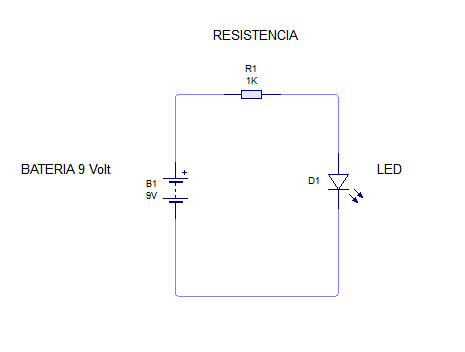 RESISTENCIA
R1
1K
BATERIA 9 Volt
B1
9V
+
D1
LED